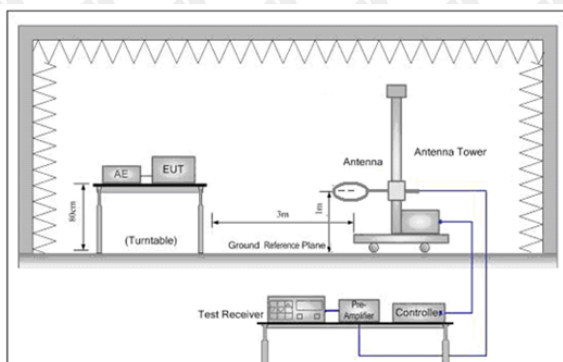 Antenna Tower
Antenna
AE
EUT
80cm
(Turntable)
3m
1m
Ground Reference Plane
Test Receiver
Pre-
Amplifier
Controller